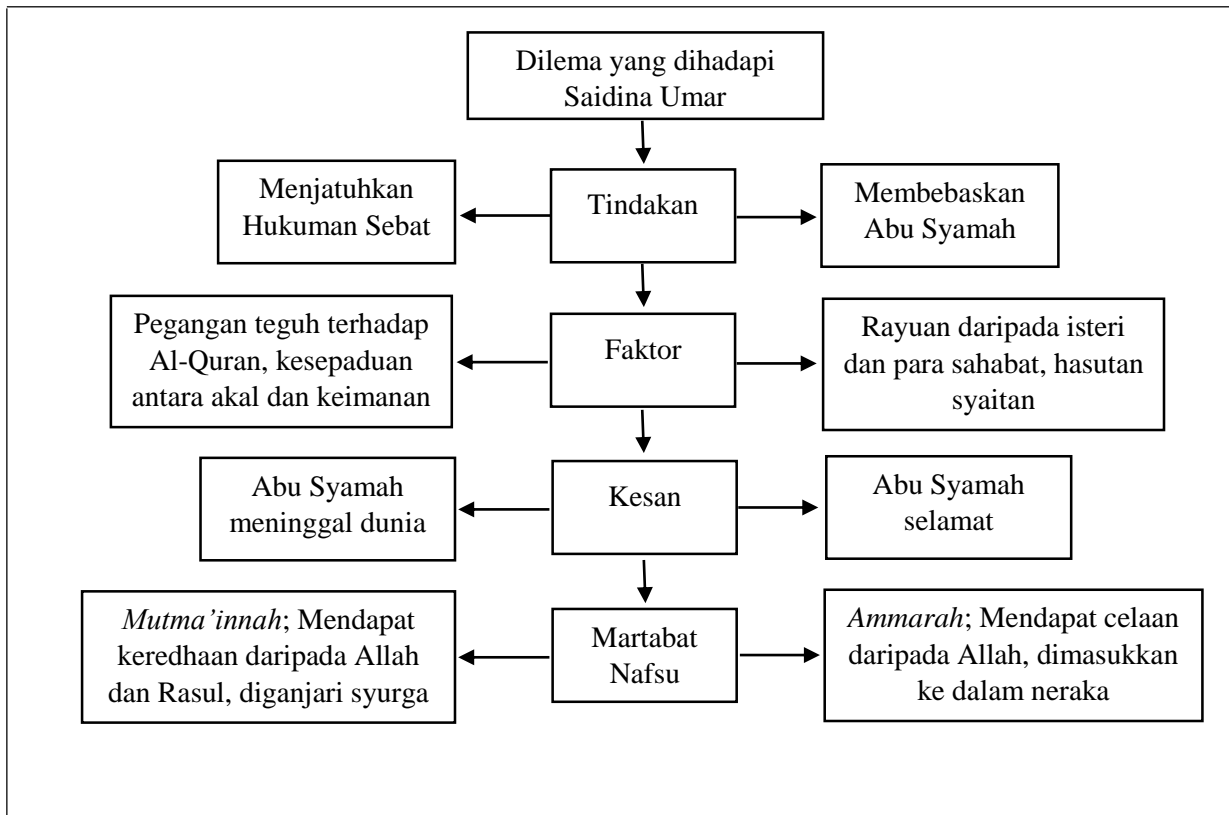 Dilema yang dihadapi
Saidina Umar
Menjatuhkan
Hukuman Sebat
Tindakan
Membebaskan
Abu Syamah
Pegangan teguh terhadap
Al-Quran, kesepaduan
antara akal dan keimanan
Faktor
Rayuan daripada isteri
dan para sahabat, hasutan
syaitan
Abu Syamah
meninggal dunia
Kesan
Abu Syamah
selamat
Mutma’innah; Mendapat
keredhaan daripada Allah
dan Rasul, diganjari syurga
Martabat
Nafsu
Ammarah; Mendapat celaan
daripada Allah, dimasukkan
ke dalam neraka